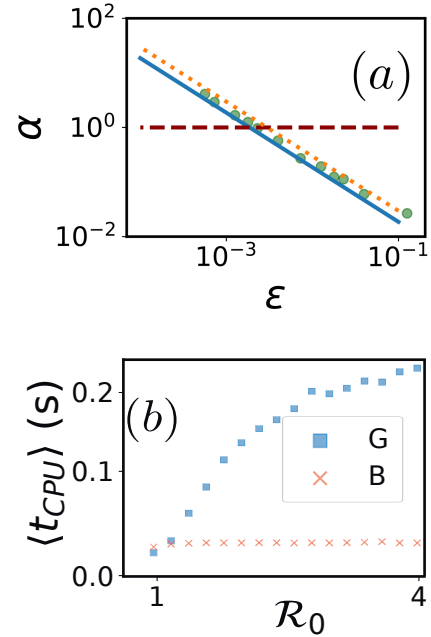 10²
(a)
α
10⁰
10⁻²
10⁻³
10⁻¹
ε
0.2
(b)
G
B
⟨t_CPU⟩ (s)
0.1
0.0
1
4
ℛ₀